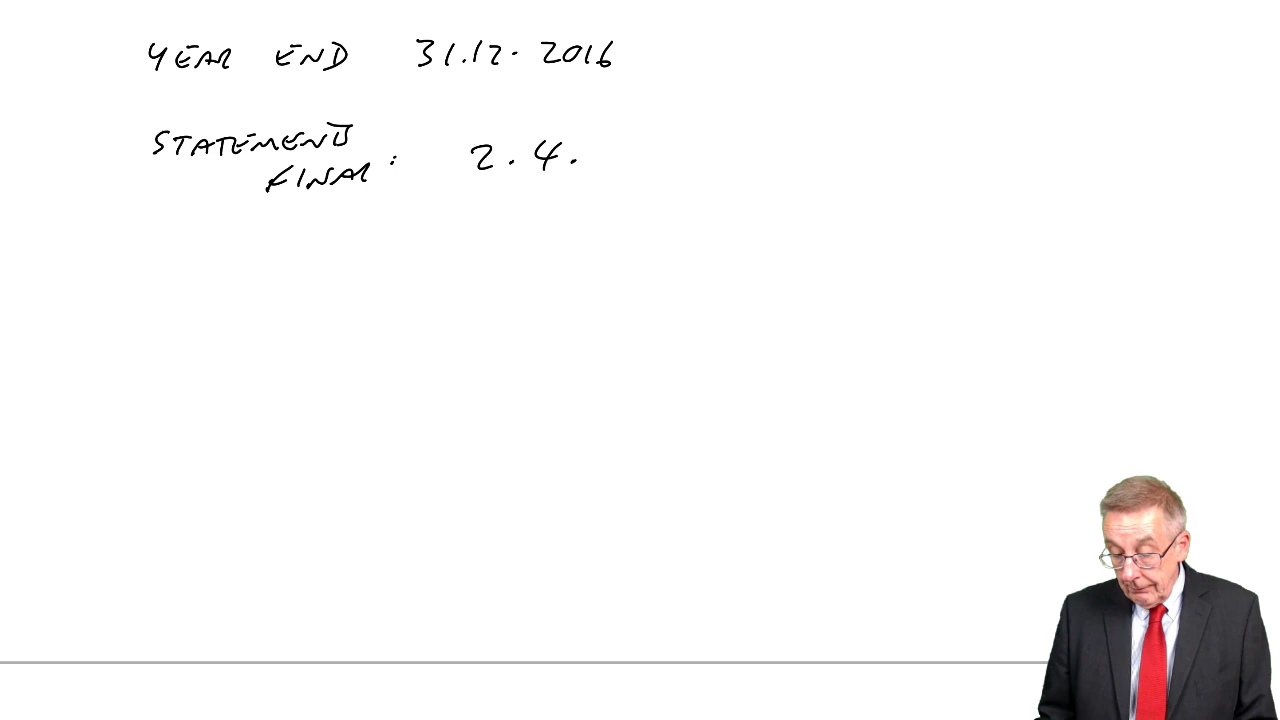 YEAR END 31.12.2016
STATEMENTS
FINAL : 2.4.